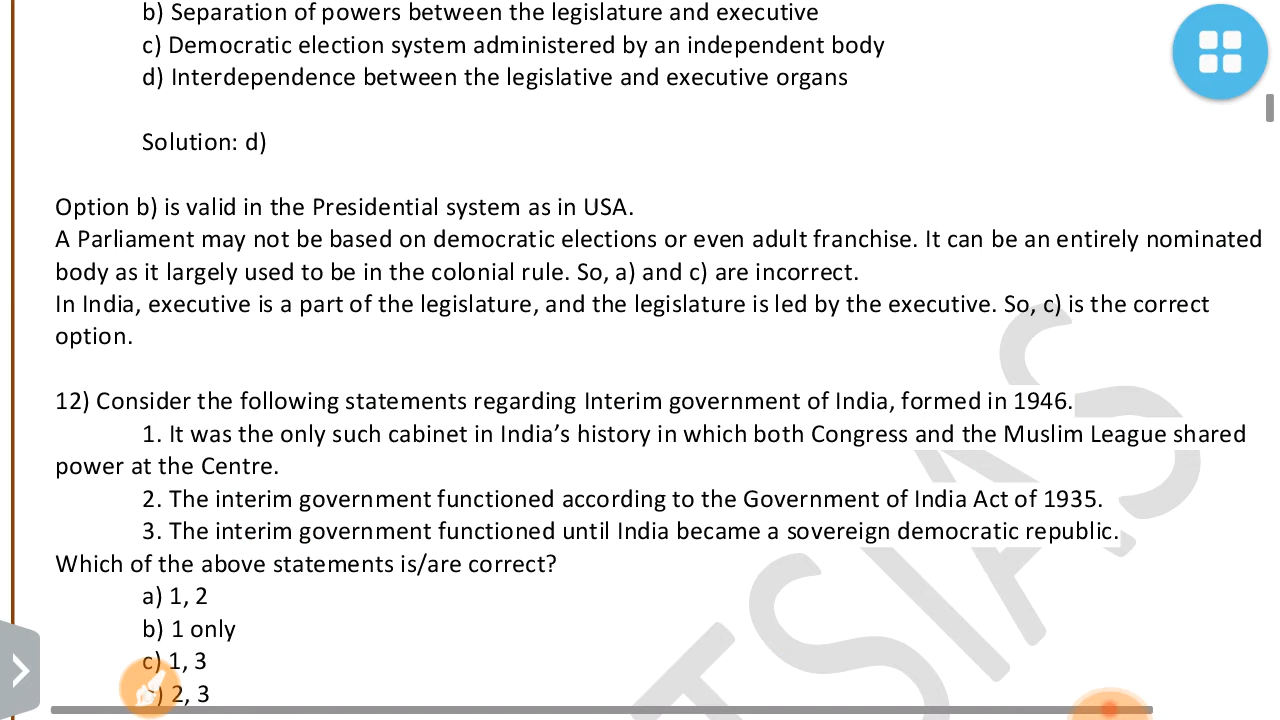 b) Separation of powers between the legislature and executive
c) Democratic election system administered by an independent body
d) Interdependence between the legislative and executive organs
Solution: d)
Option b) is valid in the Presidential system as in USA.
A Parliament may not be based on democratic elections or even adult franchise. It can be an entirely nominated
body as it largely used to be in the colonial rule. So, a) and c) are incorrect.
In India, executive is a part of the legislature, and the legislature is led by the executive. So, c) is the correct
option.
12) Consider the following statements regarding Interim government of India, formed in 1946.
1. It was the only such cabinet in India’s history in which both Congress and the Muslim League shared
power at the Centre.
2. The interim government functioned according to the Government of India Act of 1935.
3. The interim government functioned until India became a sovereign democratic republic.
Which of the above statements is/are correct?
a) 1, 2
b) 1 only
c) 1, 3
2, 3